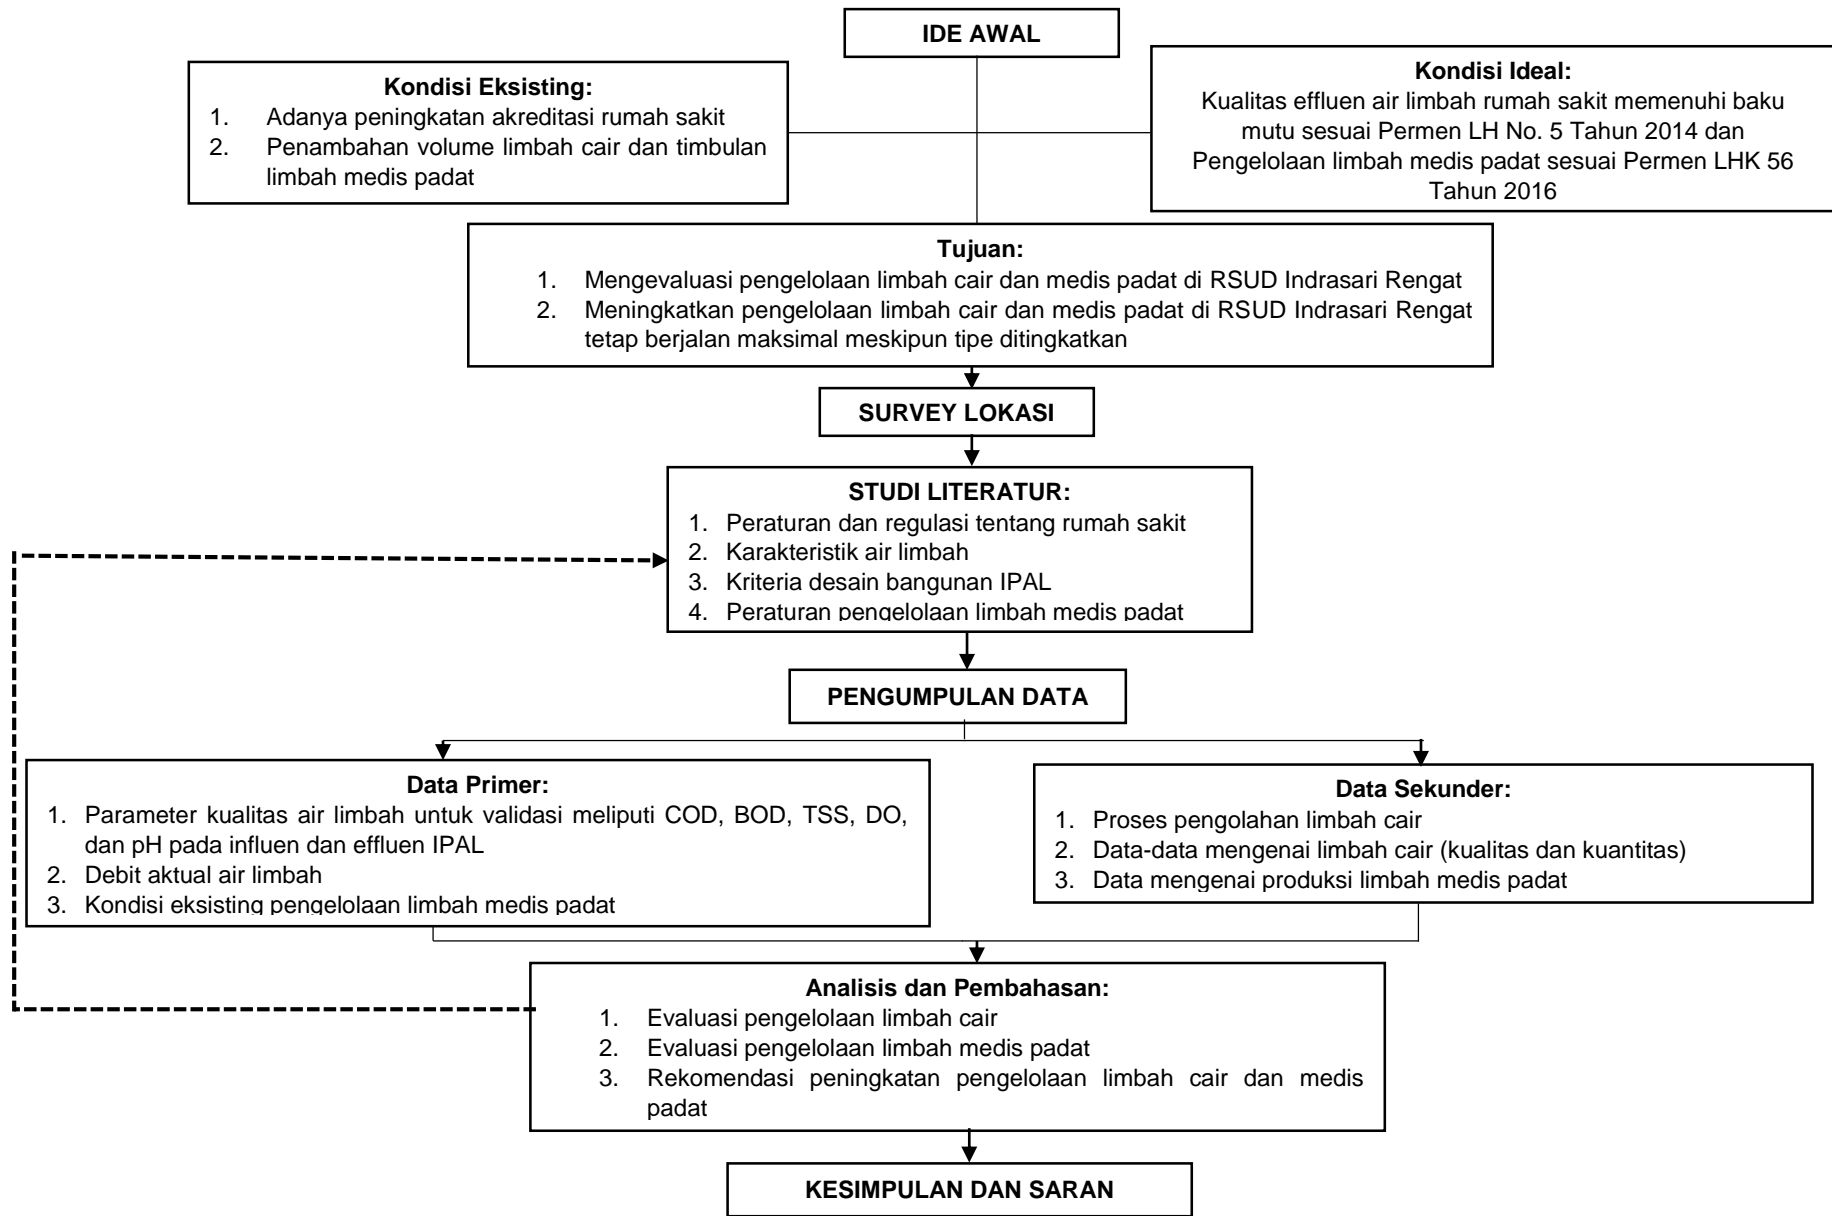 IDE AWAL
Kondisi Eksisting:
1. Adanya peningkatan akreditasi rumah sakit
2. Penambahan volume limbah cair dan timbulan
limbah medis padat
Kondisi Ideal:
Kualitas effluen air limbah rumah sakit memenuhi baku
mutu sesuai Permen LH No. 5 Tahun 2014 dan
Pengelolaan limbah medis padat sesuai Permen LHK 56
Tahun 2016
Tujuan:
1. Mengevaluasi pengelolaan limbah cair dan medis padat di RSUD Indrasari Rengat
2. Meningkatkan pengelolaan limbah cair dan medis padat di RSUD Indrasari Rengat
tetap berjalan maksimal meskipun tipe ditingkatkan
SURVEY LOKASI
STUDI LITERATUR:
1. Peraturan dan regulasi tentang rumah sakit
2. Karakteristik air limbah
3. Kriteria desain bangunan IPAL
4. Peraturan pengelolaan limbah medis padat
PENGUMPULAN DATA
Data Primer:
1. Parameter kualitas air limbah untuk validasi meliputi COD, BOD, TSS, DO,
dan pH pada influen dan effluen IPAL
2. Debit aktual air limbah
3. Kondisi eksisting pengelolaan limbah medis padat
Data Sekunder:
1. Proses pengolahan limbah cair
2. Data-data mengenai limbah cair (kualitas dan kuantitas)
3. Data mengenai produksi limbah medis padat
Analisis dan Pembahasan:
1. Evaluasi pengelolaan limbah cair
2. Evaluasi pengelolaan limbah medis padat
3. Rekomendasi peningkatan pengelolaan limbah cair dan medis
padat
KESIMPULAN DAN SARAN